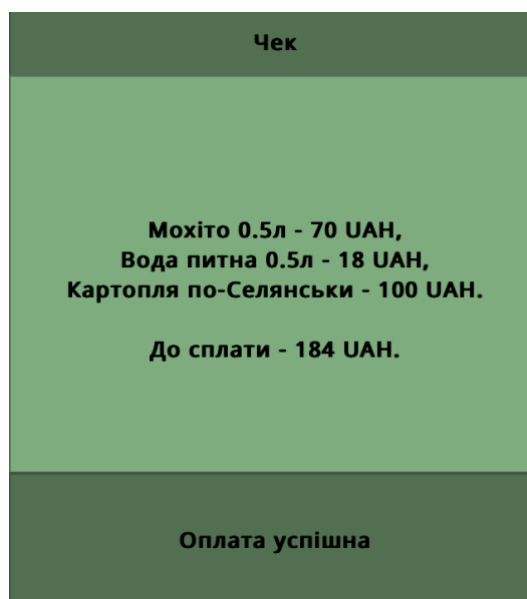 Чек
Мохіто 0.5л - 70 UAH,
Вода питна 0.5л - 18 UAH,
Картопля по-Селянськи - 100 UAH.
До сплати - 184 UAH.
Оплата успішна